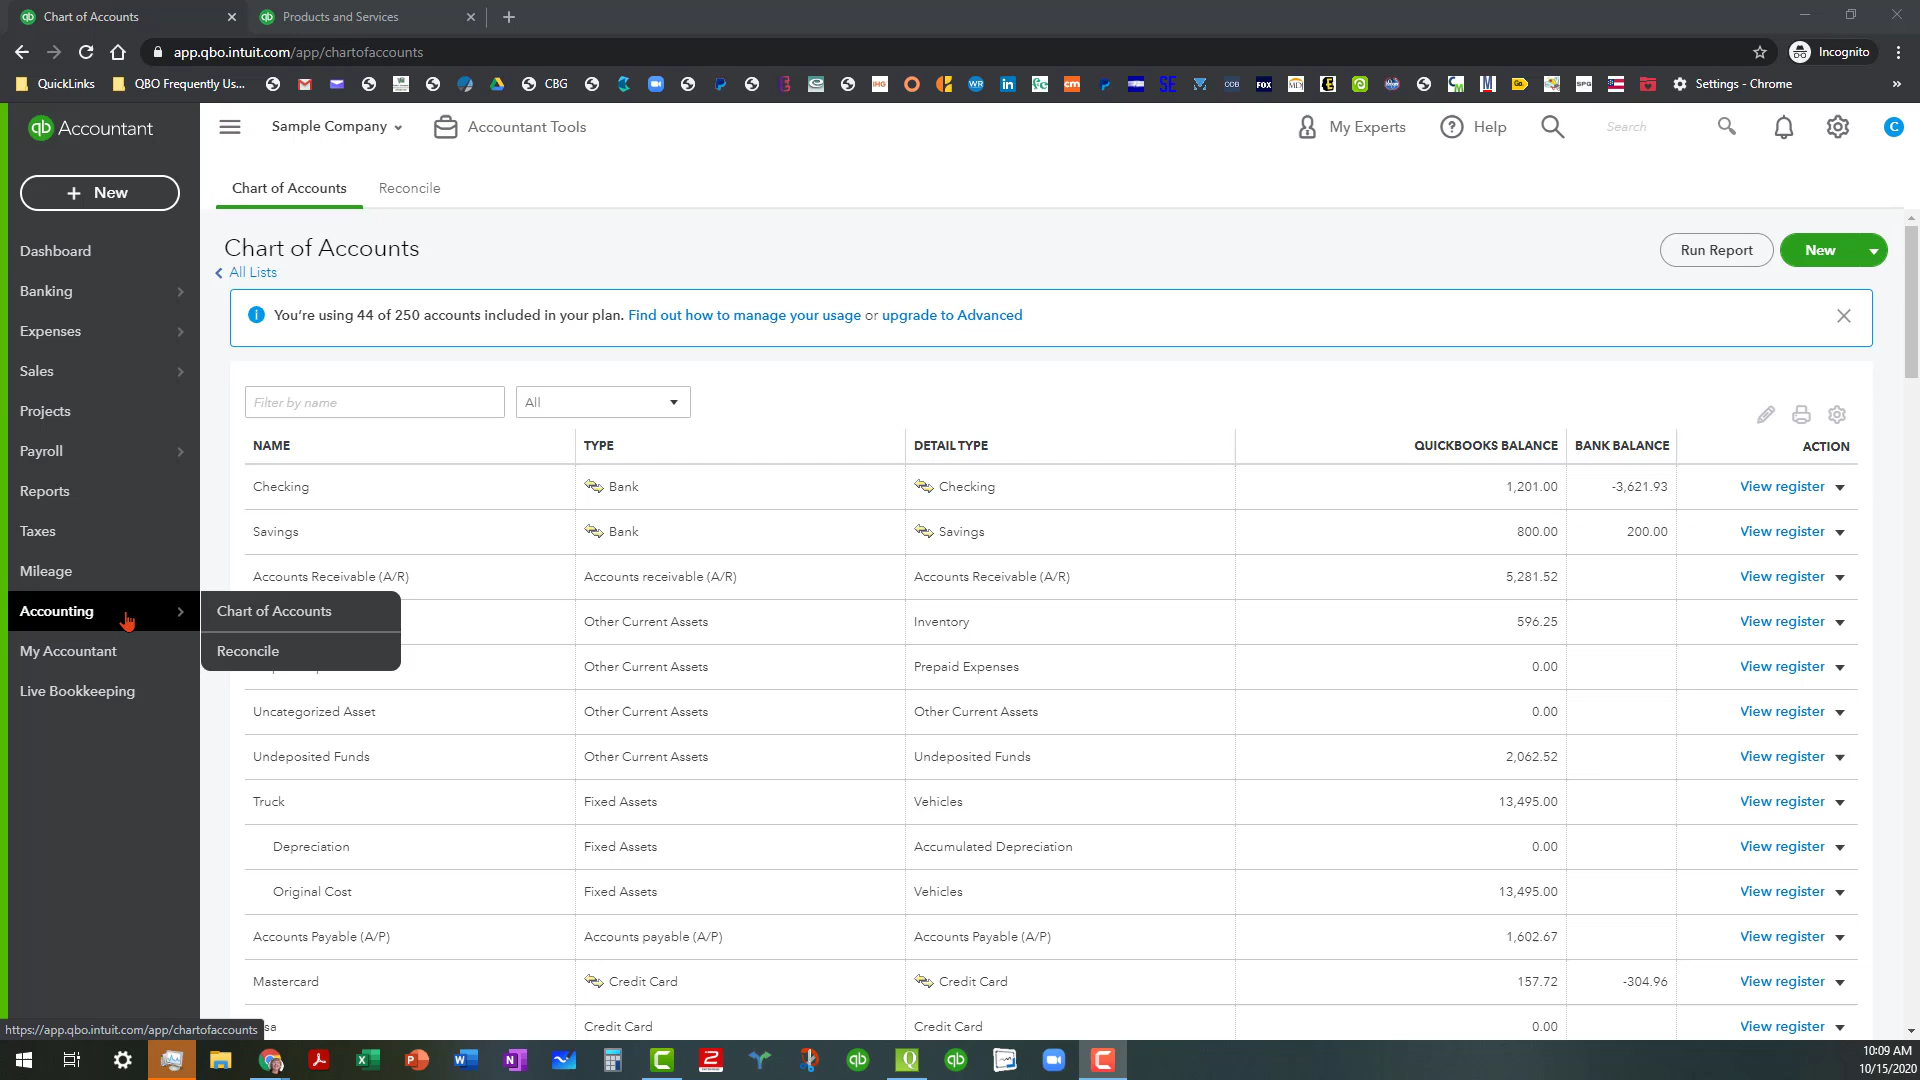 Chart of Accounts
Products and Services
app.qbo.intuit.com/app/chartofaccounts
Incognito
QuickLinks
QBO Frequently Us...
CBG
Settings - Chrome
qb Accountant
Sample Company
Accountant Tools
My Experts
Help
Search
C
+ New
Chart of Accounts
Reconcile
Dashboard
Banking
Expenses
Sales
Projects
Payroll
Reports
Taxes
Mileage
Accounting
My Accountant
Live Bookkeeping
Chart of Accounts
Reconcile
Chart of Accounts
All Lists
Run Report
New
You're using 44 of 250 accounts included in your plan. Find out how to manage your usage or upgrade to Advanced
Filter by name
All
NAME TYPE DETAIL TYPE QUICKBOOKS BALANCE BANK BALANCE ACTION
Checking Bank Checking 1,201.00 -3,621.93 View register
Savings Bank Savings 800.00 200.00 View register
Accounts Receivable (A/R) Accounts receivable (A/R) Accounts Receivable (A/R) 5,281.52 View register
Other Current Assets Inventory 596.25 View register
Other Current Assets Prepaid Expenses 0.00 View register
Uncategorized Asset Other Current Assets Other Current Assets 0.00 View register
Undeposited Funds Other Current Assets Undeposited Funds 2,062.52 View register
Truck Fixed Assets Vehicles 13,495.00 View register
Depreciation Fixed Assets Accumulated Depreciation 0.00 View register
Original Cost Fixed Assets Vehicles 13,495.00 View register
Accounts Payable (A/P) Accounts payable (A/P) Accounts Payable (A/P) 1,602.67 View register
Mastercard Credit Card Credit Card 157.72 -304.96 View register
sa Credit Card Credit Card 0.00 View register
https://app.qbo.intuit.com/app/chartofaccounts
10:09 AM
10/15/2020